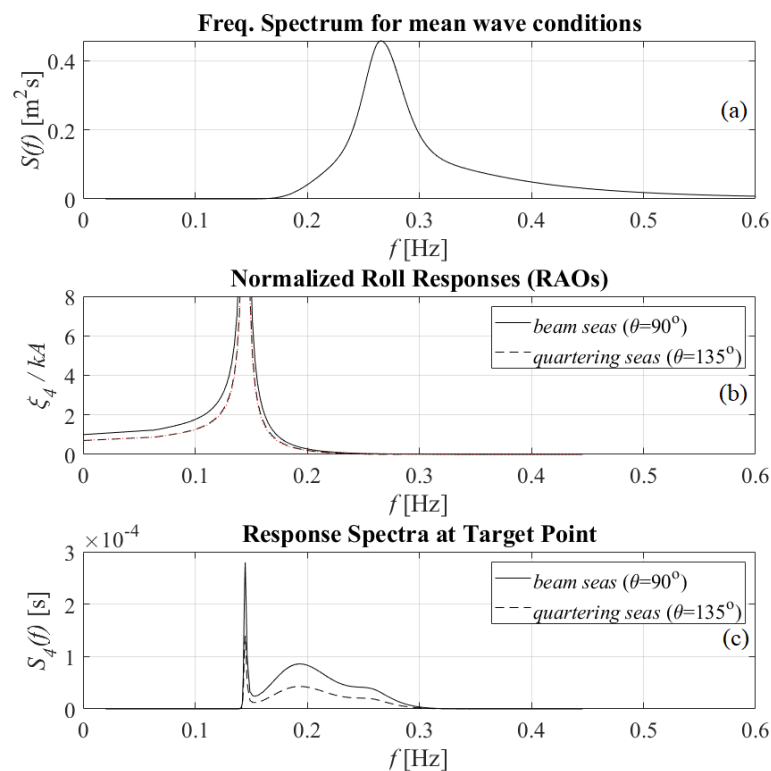 Freq. Spectrum for mean wave conditions
0.4
0.2
0
S(f) [m²s]
(a)
0 0.1 0.2 0.3 0.4 0.5 0.6
f [Hz]
Normalized Roll Responses (RAOs)
8
6
4
2
0
ξ₄ / kA
beam seas (θ=90°)
quartering seas (θ=135°)
(b)
0 0.1 0.2 0.3 0.4 0.5 0.6
f [Hz]
Response Spectra at Target Point
×10⁻⁴
3
2
1
0
S₄(f) [s]
beam seas (θ=90°)
quartering seas (θ=135°)
(c)
0 0.1 0.2 0.3 0.4 0.5 0.6
f [Hz]